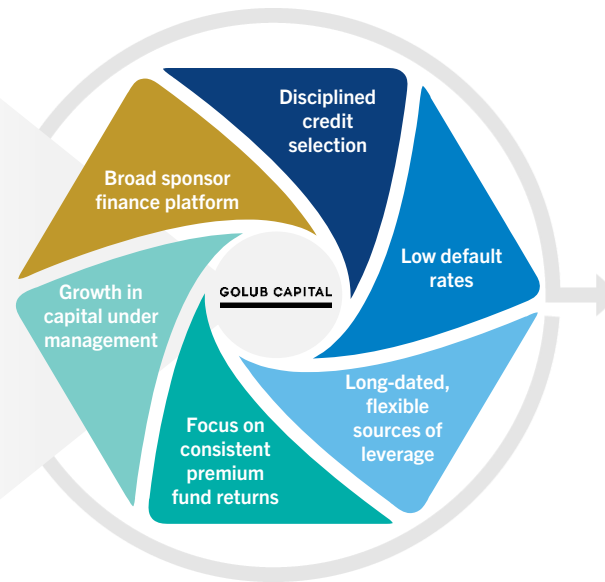 Disciplined
credit
selection
Low default
rates
Long-dated,
flexible
sources of
leverage
Focus on
consistent
premium
fund returns
Growth in
capital under
management
Broad sponsor
finance platform
GOLUB CAPITAL